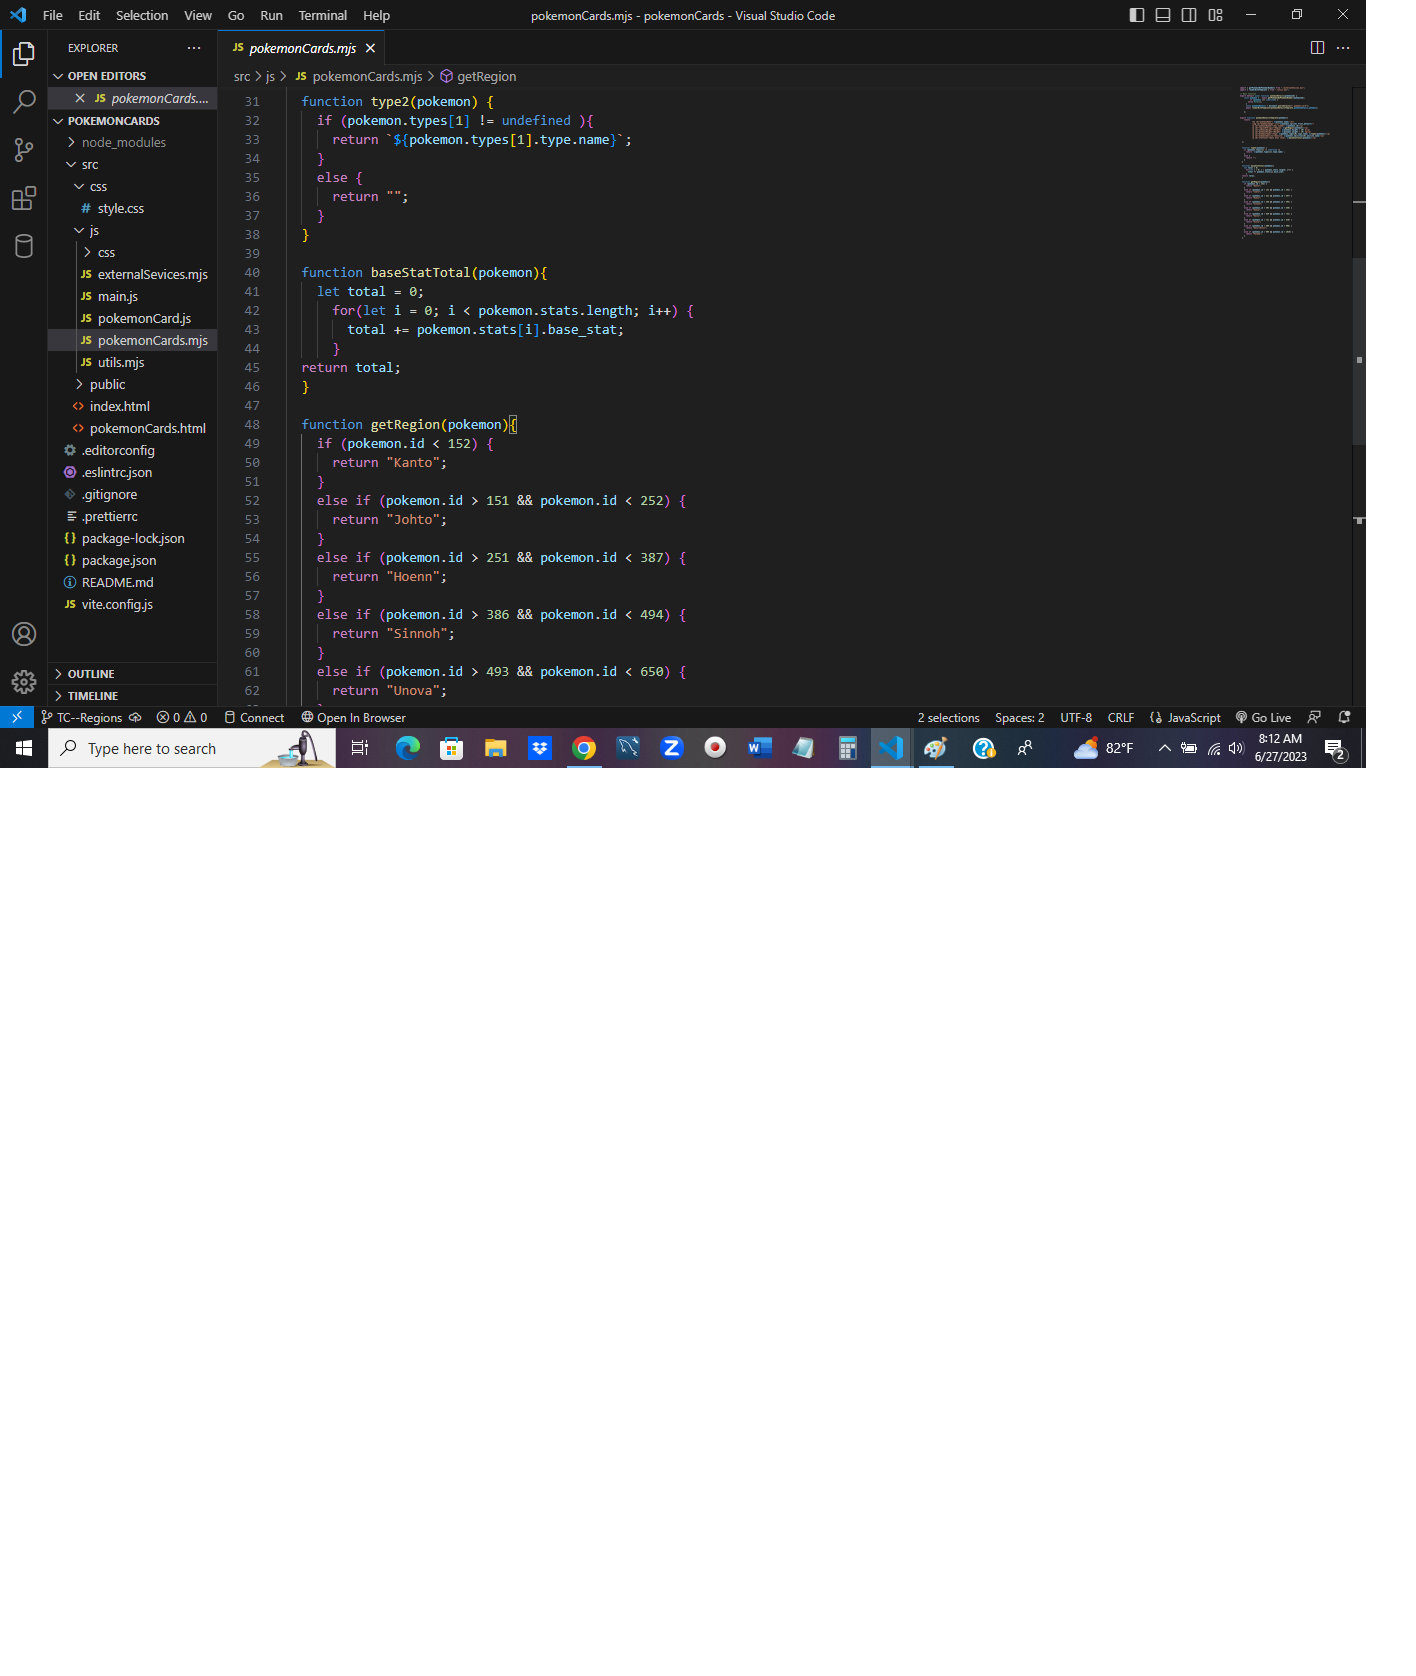 File Edit Selection View Go Run Terminal Help
pokemonCards.mjs - pokemonCards - Visual Studio Code
EXPLORER
OPEN EDITORS
JS pokemonCards....
POKEMONCARDS
node_modules
src
css
# style.css
js
css
JS externalSevices.mjs
JS main.js
JS pokemonCard.js
JS pokemonCards.mjs
JS utils.mjs
public
<> index.html
<> pokemonCards.html
.editorconfig
.eslintrc.json
.gitignore
.prettierrc
{} package-lock.json
{} package.json
README.md
JS vite.config.js
OUTLINE
TIMELINE
JS pokemonCards.mjs
src > js > JS pokemonCards.mjs > getRegion
31 function type2(pokemon) {
32 if (pokemon.types[1] != undefined ){
33 return `${pokemon.types[1].type.name}`;
34 }
35 else {
36 return "";
37 }
38 }
39
40 function baseStatTotal(pokemon){
41 let total = 0;
42 for(let i = 0; i < pokemon.stats.length; i++) {
43 total += pokemon.stats[i].base_stat;
44 }
45 return total;
46 }
47
48 function getRegion(pokemon){
49 if (pokemon.id < 152) {
50 return "Kanto";
51 }
52 else if (pokemon.id > 151 && pokemon.id < 252) {
53 return "Johto";
54 }
55 else if (pokemon.id > 251 && pokemon.id < 387) {
56 return "Hoenn";
57 }
58 else if (pokemon.id > 386 && pokemon.id < 494) {
59 return "Sinnoh";
60 }
61 else if (pokemon.id > 493 && pokemon.id < 650) {
62 return "Unova";
TC--Regions 0 0 Connect Open In Browser
2 selections Spaces: 2 UTF-8 CRLF {} JavaScript Go Live
Type here to search
82°F
8:12 AM
6/27/2023
2